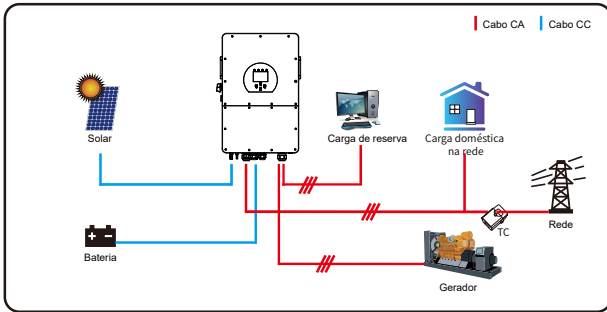 Cabo CA
Cabo CC
Solar
Carga de reserva
Carga doméstica
na rede
TC
Rede
Bateria
Gerador